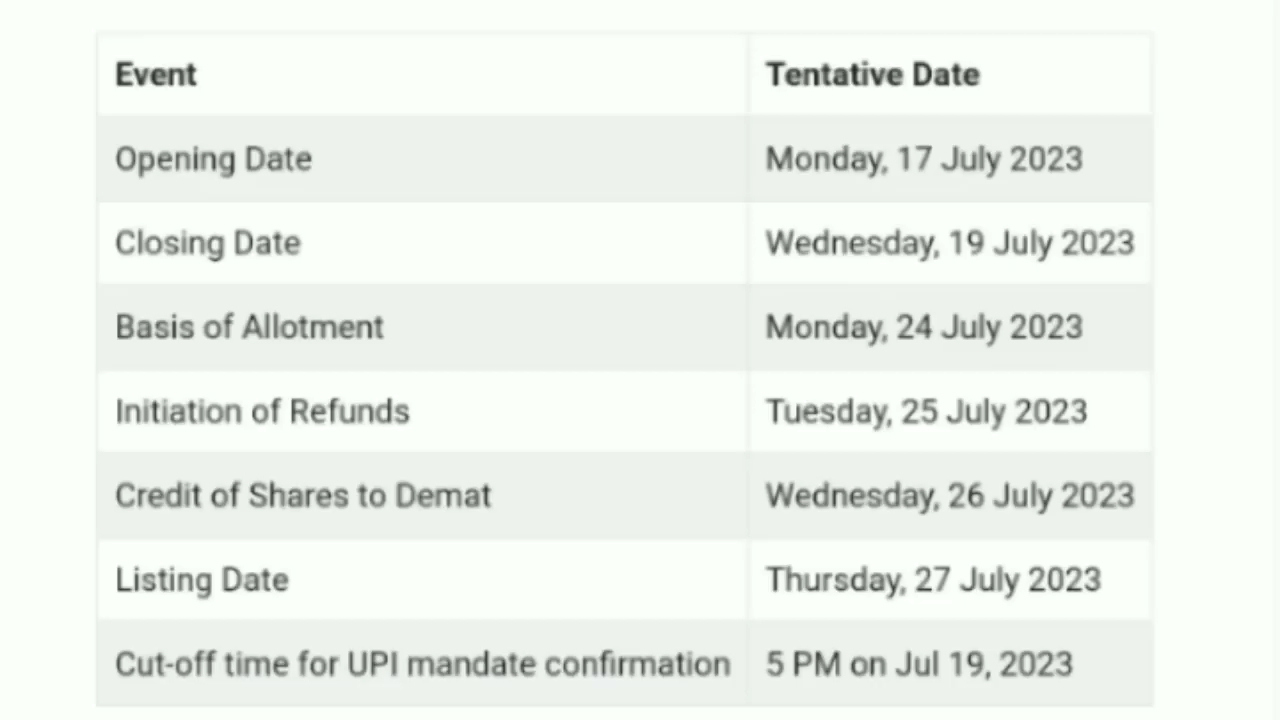 Event Tentative Date
Opening Date Monday, 17 July 2023
Closing Date Wednesday, 19 July 2023
Basis of Allotment Monday, 24 July 2023
Initiation of Refunds Tuesday, 25 July 2023
Credit of Shares to Demat Wednesday, 26 July 2023
Listing Date Thursday, 27 July 2023
Cut-off time for UPI mandate confirmation 5 PM on Jul 19, 2023